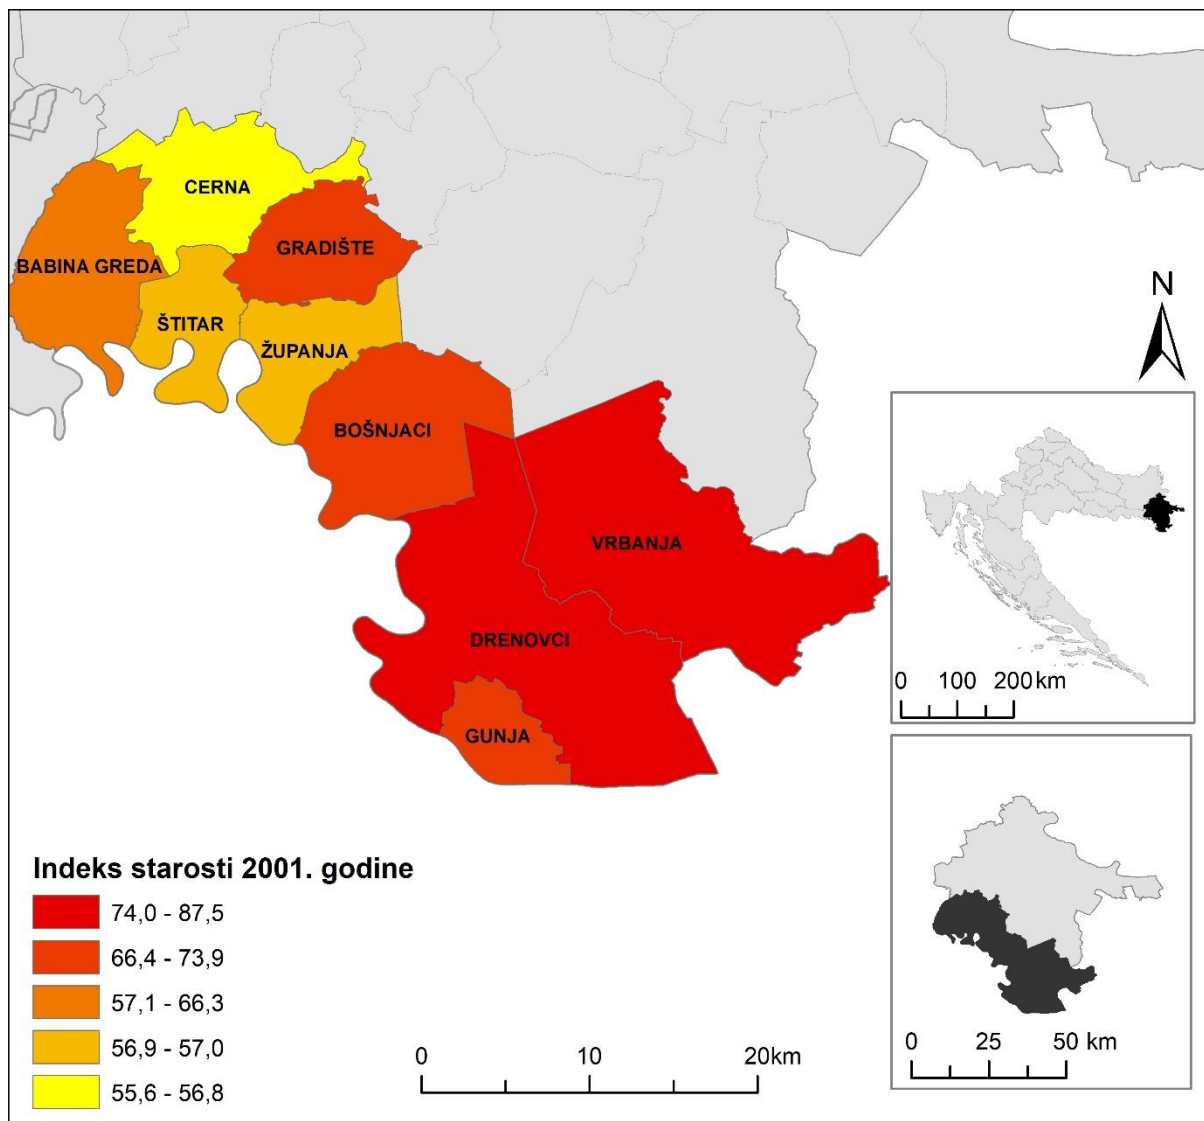 CERNA
GRADIŠTE
BABINA GREDA
ŠTITAR
ŽUPANJA
BOŠNJACI
VRBANJA
DRENOVCI
GUNJA
N
0 100 200 km
0 25 50 km
Indeks starosti 2001. godine
74,0 - 87,5
66,4 - 73,9
57,1 - 66,3
56,9 - 57,0
55,6 - 56,8
0 10 20km